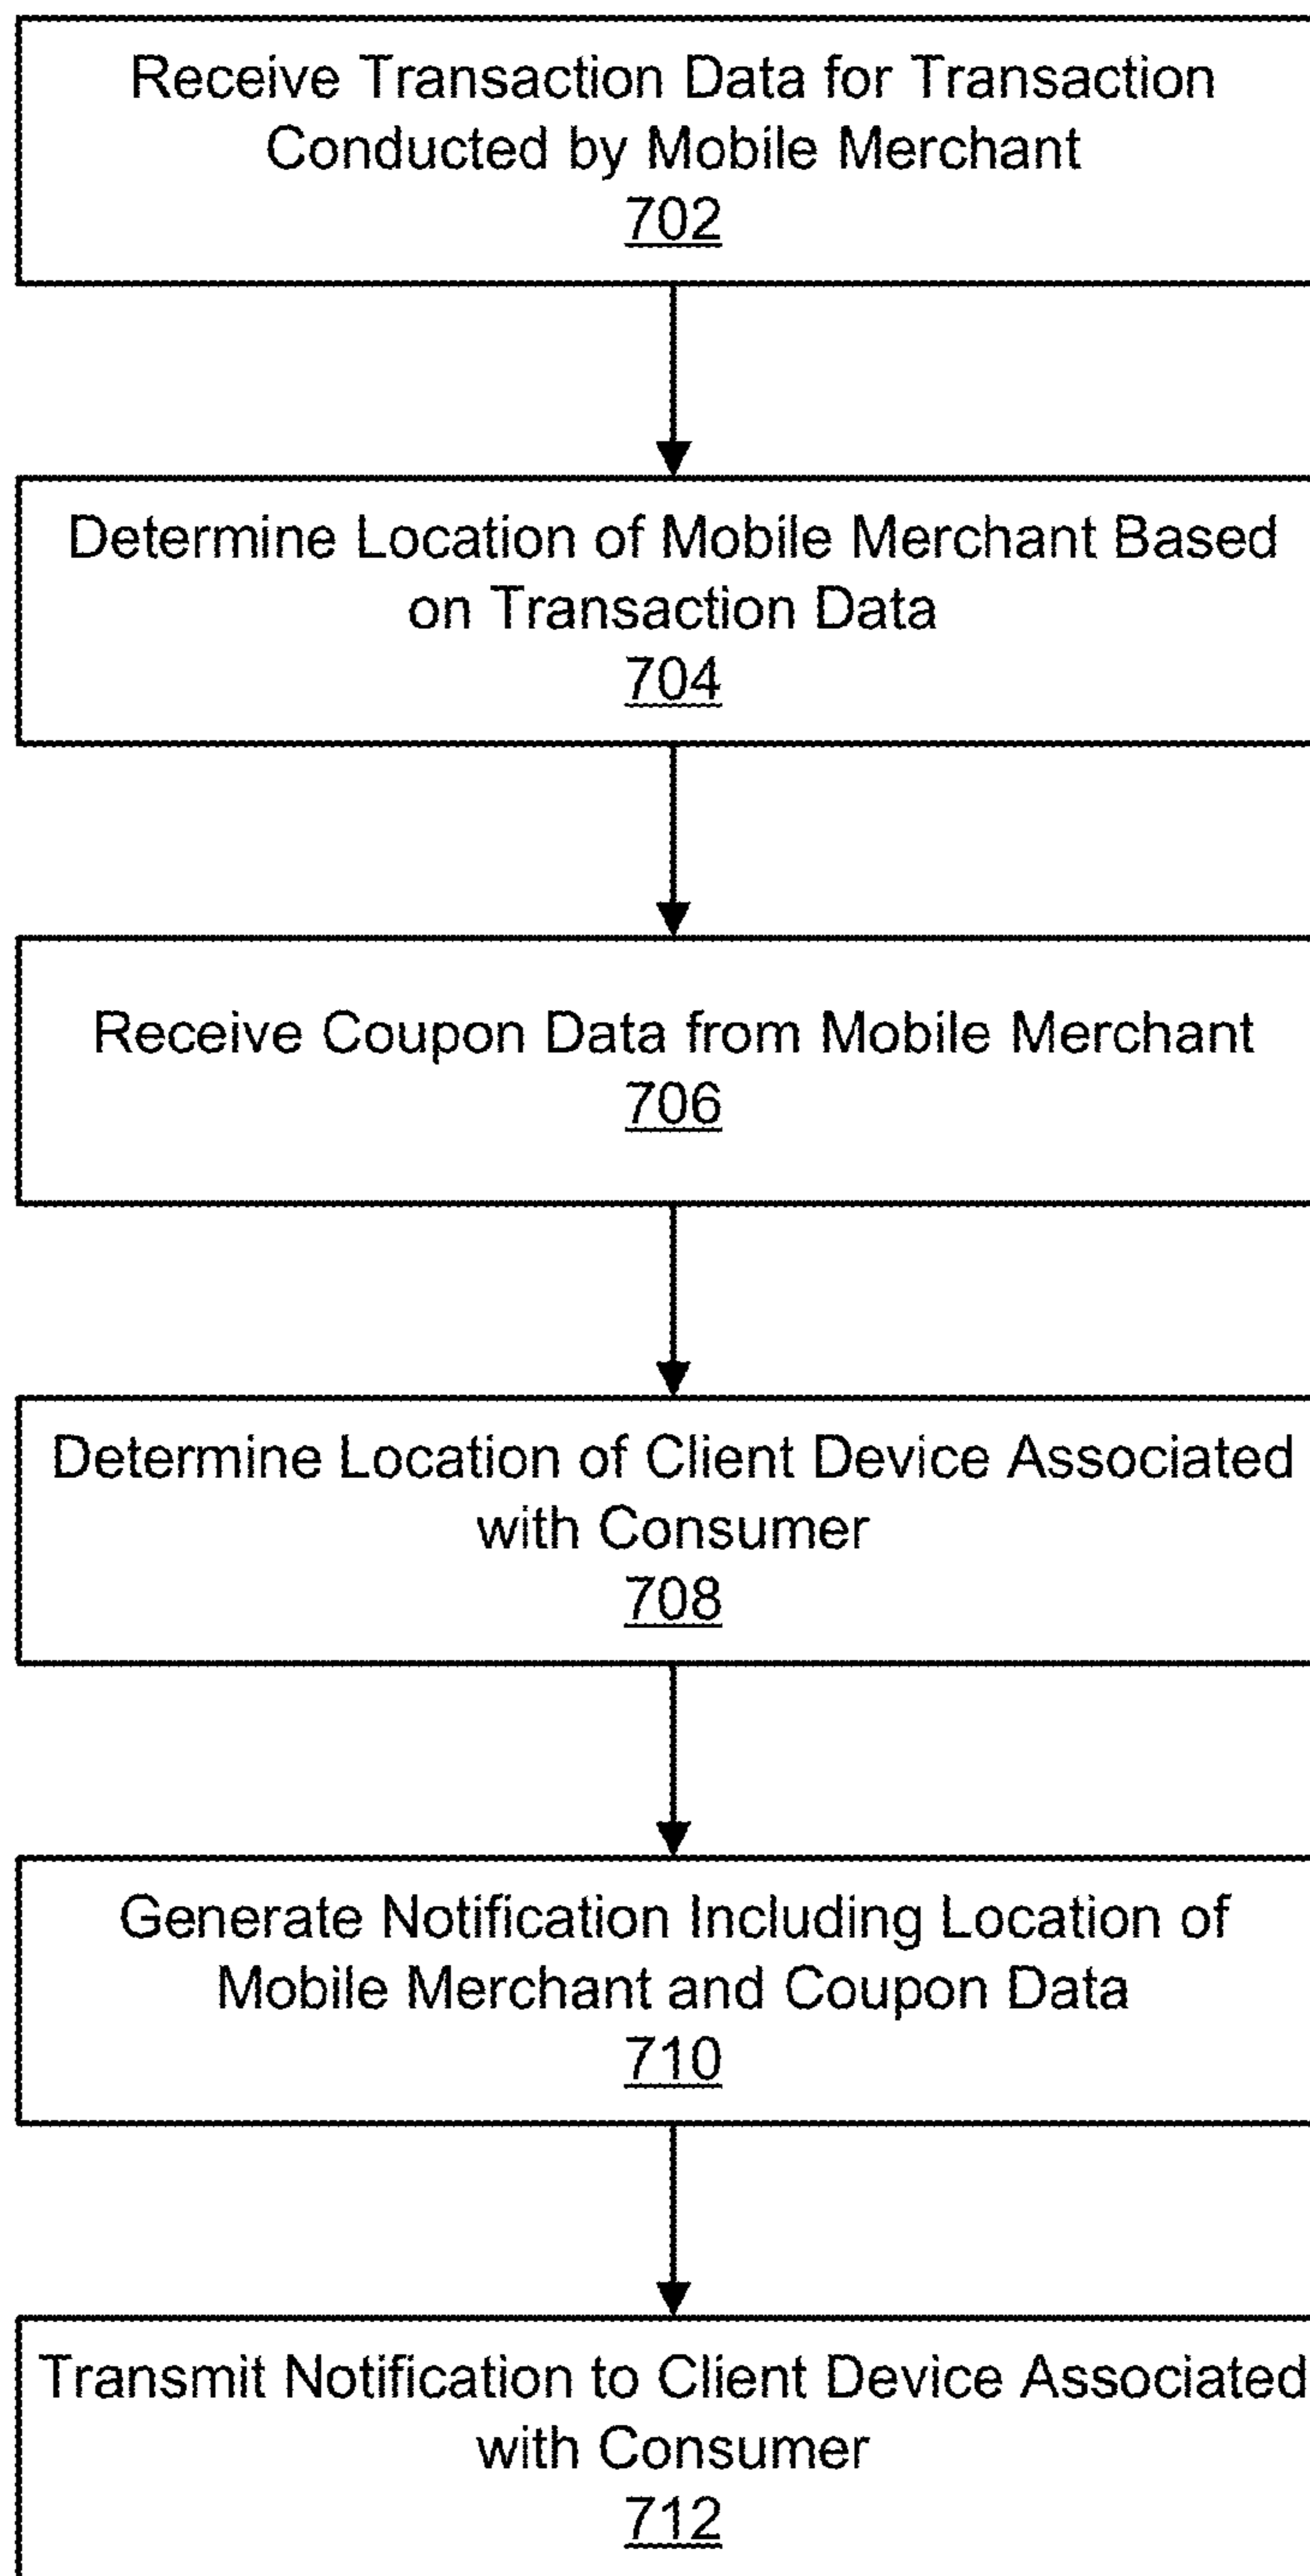 Receive Transaction Data for Transaction
Conducted by Mobile Merchant
702
Determine Location of Mobile Merchant Based
on Transaction Data
704
Receive Coupon Data from Mobile Merchant
706
Determine Location of Client Device Associated
with Consumer
708
Generate Notification Including Location of
Mobile Merchant and Coupon Data
710
Transmit Notification to Client Device Associated
with Consumer
712